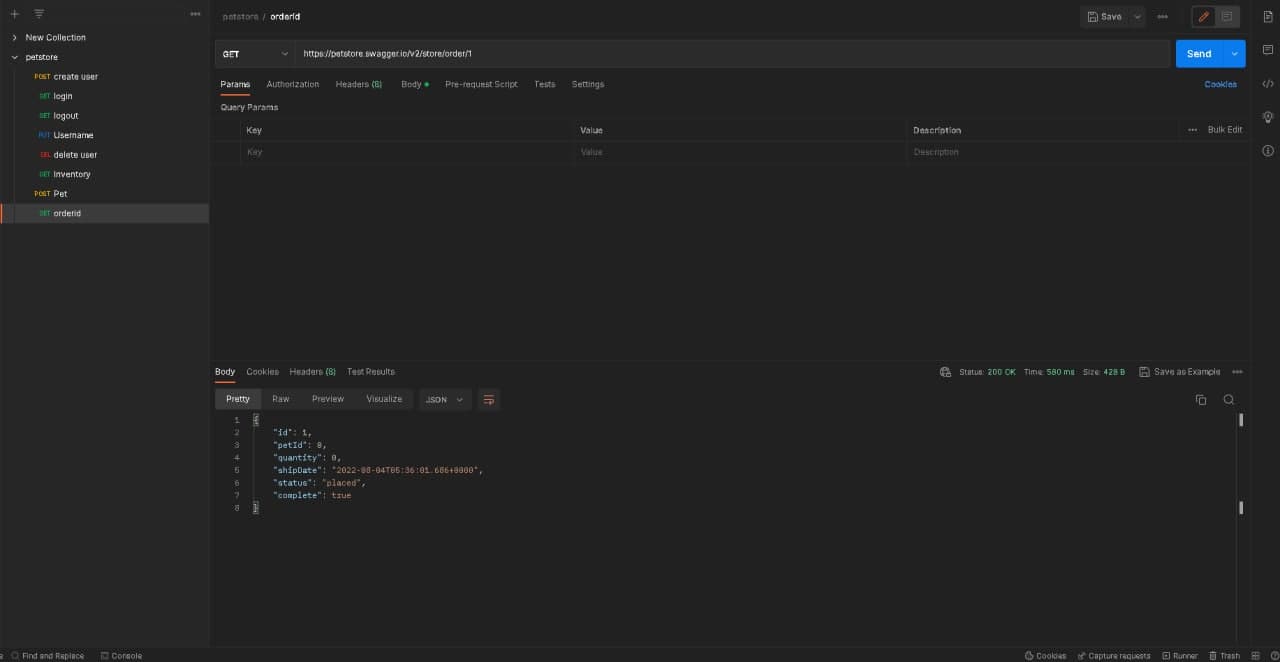 petstore / orderid
Save
New Collection
petstore
POST create user
GET login
GET logout
PUT Username
DEL delete user
GET Inventory
POST Pet
GET orderid
GET
https://petstore.swagger.io/v2/store/order/1
Send
Params Authorization Headers (8) Body Pre-request Script Tests Settings Cookies
Query Params
Key Value Description Bulk Edit
Key Value Description
Body Cookies Headers (8) Test Results Status: 200 OK Time: 580 ms Size: 428 B Save as Example
Pretty Raw Preview Visualize JSON
1 {
2 "id": 1,
3 "petId": 0,
4 "quantity": 0,
5 "shipDate": "2022-08-04T05:36:01.686+0000",
6 "status": "placed",
7 "complete": true
8 }
Find and Replace Console Cookies Capture requests Runner Trash